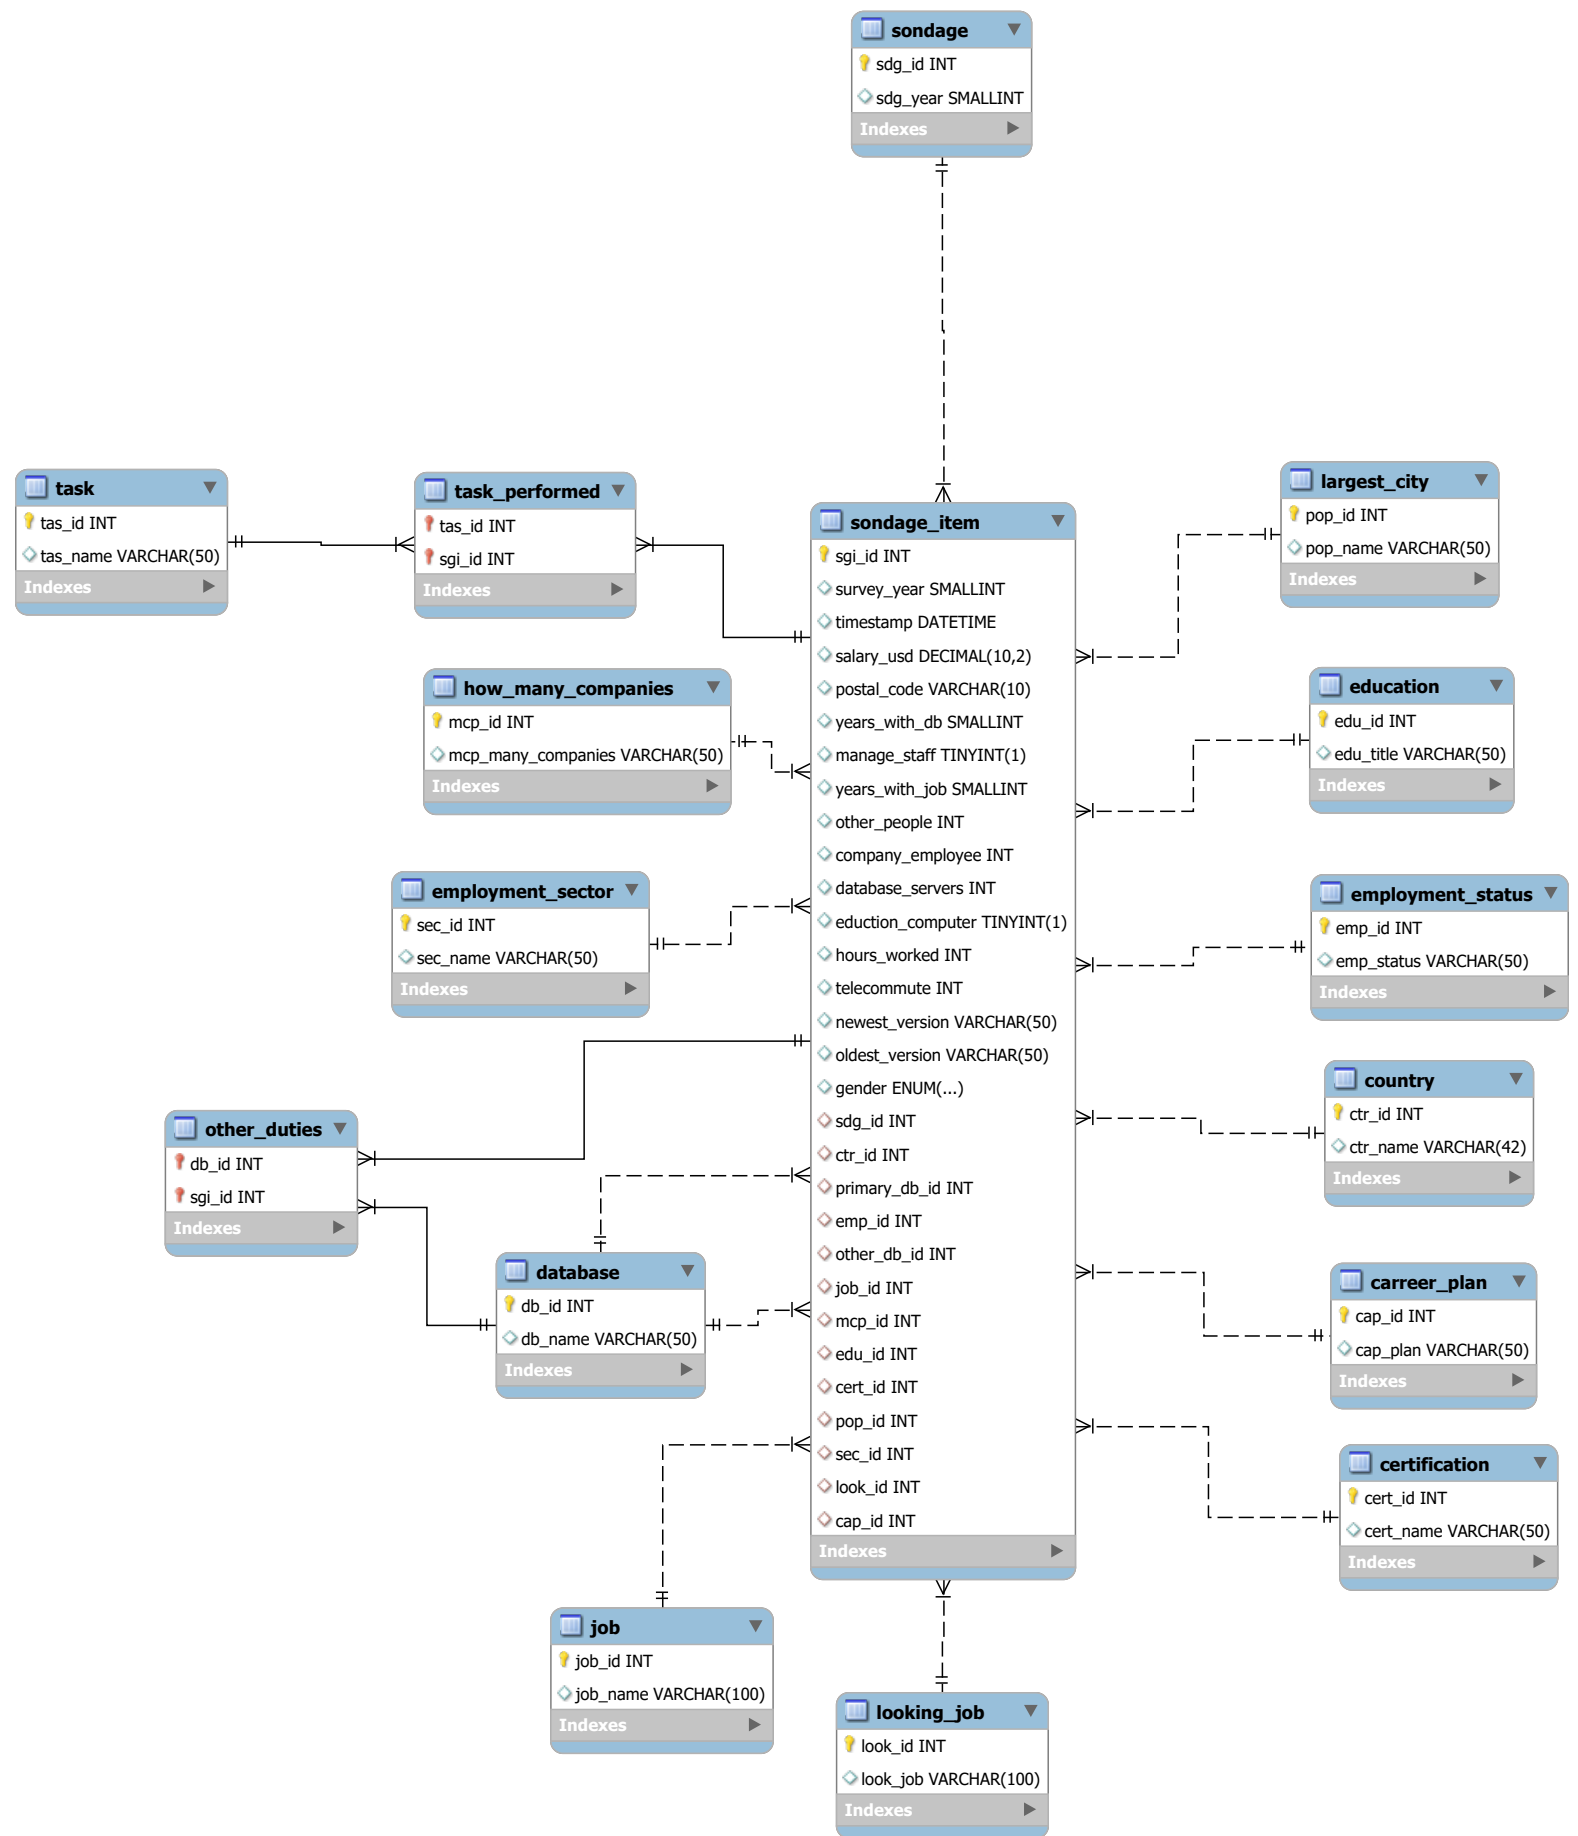 sondage
sdg_id INT
sdg_year SMALLINT
Indexes
task
tas_id INT
tas_name VARCHAR(50)
Indexes
task_performed
tas_id INT
sgi_id INT
Indexes
how_many_companies
mcp_id INT
mcp_many_companies VARCHAR(50)
Indexes
employment_sector
sec_id INT
sec_name VARCHAR(50)
Indexes
other_duties
db_id INT
sgi_id INT
Indexes
database
db_id INT
db_name VARCHAR(50)
Indexes
job
job_id INT
job_name VARCHAR(100)
Indexes
sondage_item
sgi_id INT
survey_year SMALLINT
timestamp DATETIME
salary_usd DECIMAL(10,2)
postal_code VARCHAR(10)
years_with_db SMALLINT
manage_staff TINYINT(1)
years_with_job SMALLINT
other_people INT
company_employee INT
database_servers INT
eduction_computer TINYINT(1)
hours_worked INT
telecommute INT
newest_version VARCHAR(50)
oldest_version VARCHAR(50)
gender ENUM(...)
sdg_id INT
ctr_id INT
primary_db_id INT
emp_id INT
other_db_id INT
job_id INT
mcp_id INT
edu_id INT
cert_id INT
pop_id INT
sec_id INT
look_id INT
cap_id INT
Indexes
looking_job
look_id INT
look_job VARCHAR(100)
Indexes
largest_city
pop_id INT
pop_name VARCHAR(50)
Indexes
education
edu_id INT
edu_title VARCHAR(50)
Indexes
employment_status
emp_id INT
emp_status VARCHAR(50)
Indexes
country
ctr_id INT
ctr_name VARCHAR(42)
Indexes
carreer_plan
cap_id INT
cap_plan VARCHAR(50)
Indexes
certification
cert_id INT
cert_name VARCHAR(50)
Indexes